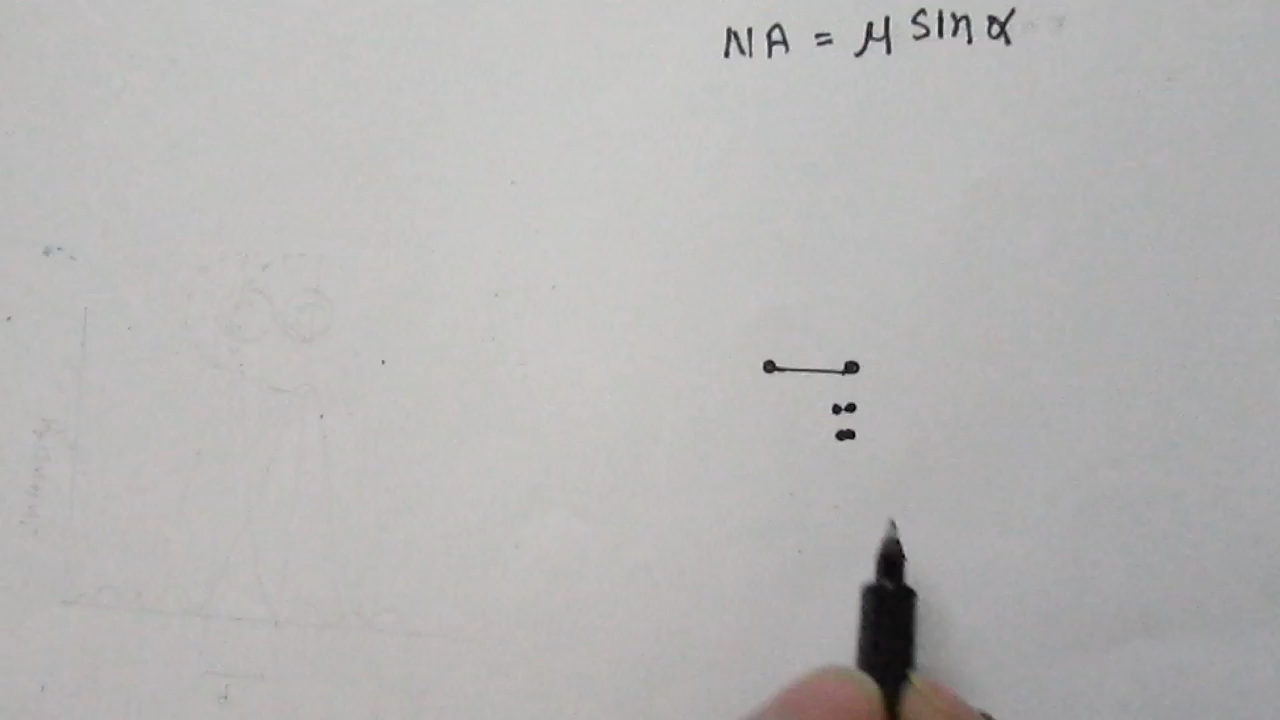 NA = μ sin α